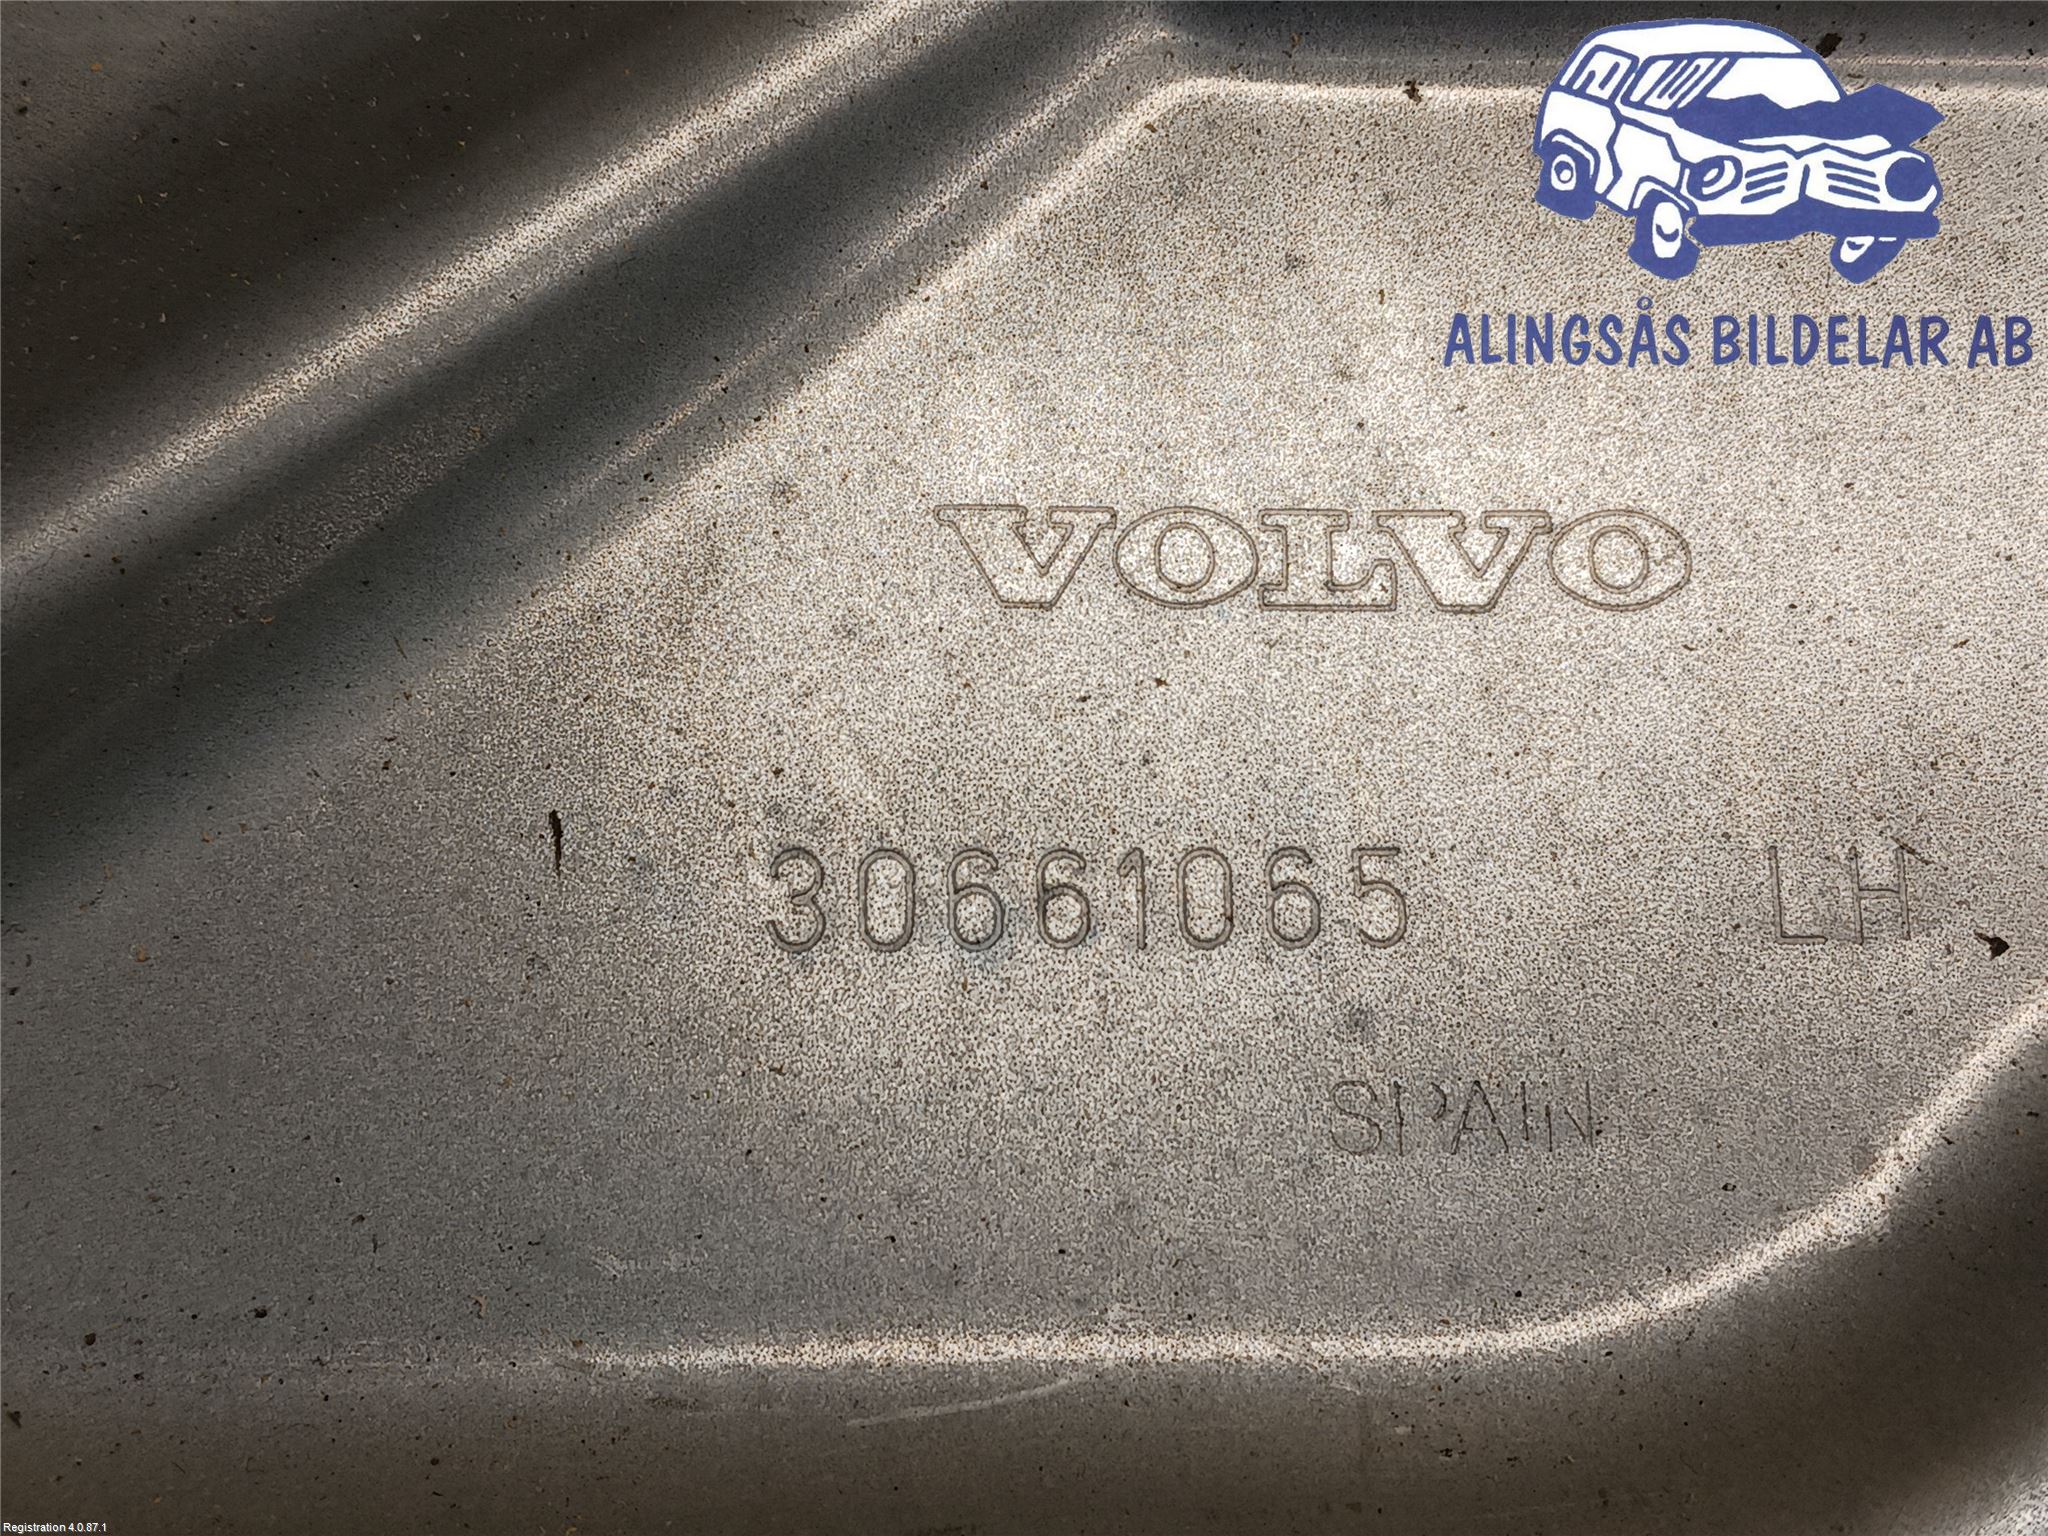 ALINGSÅS BILDELAR AB
VOLVO
30661065 LH
SPAIN
Registration 4.0.87.1